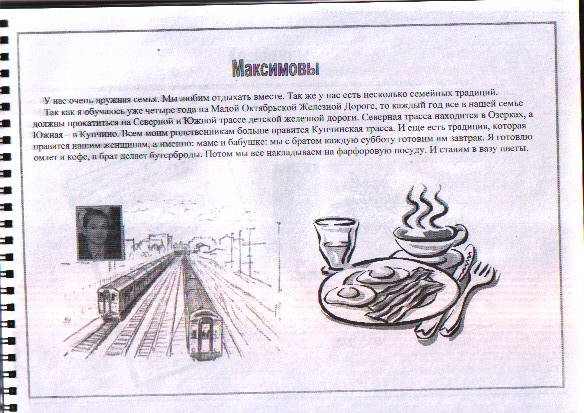 Максимовы
У нас очень дружная семья. Мы любим отдыхать вместе. Так же у нас есть несколько семейных традиций.
Так как я обучаюсь уже четыре года на Малой Октябрьской Железной Дороге, то каждый год все в нашей семье
должны прокатиться на Северной и Южной трассе детской железной дороги. Северная трасса находится в Озерках, а
Южная – в Купчино. Всем моим родственникам больше нравится Купчинская трасса. И еще есть традиция, которая
нравится нашим женщинам, а именно: маме и бабушке: мы с братом каждую субботу готовим им завтрак. Я готовлю
омлет и кофе, а брат делает бутерброды. Потом мы все накладываем на фарфоровую посуду. И ставим в вазу цветы.